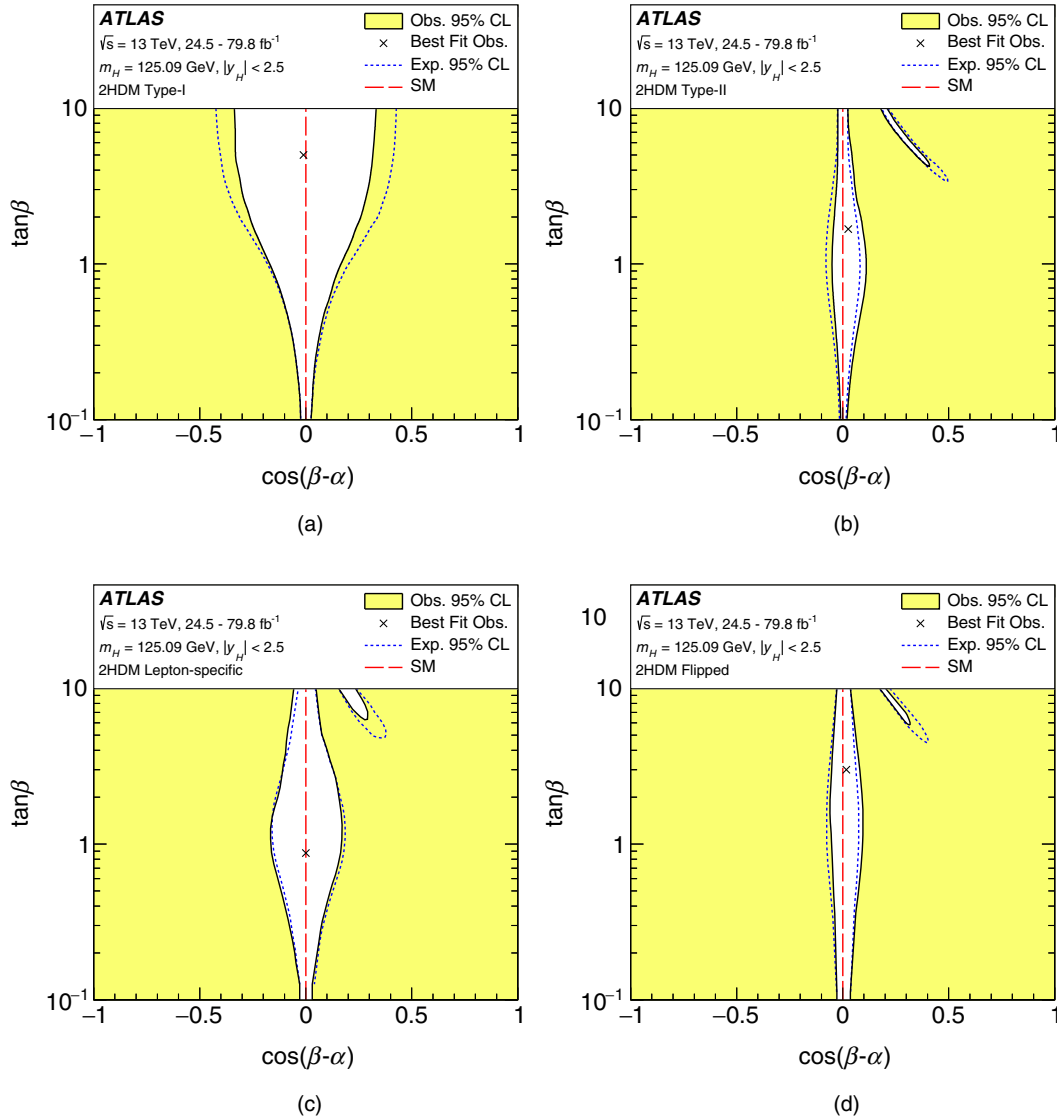 ATLAS
√s = 13 TeV, 24.5 - 79.8 fb⁻¹
m_H = 125.09 GeV, |y_H| < 2.5
2HDM Type-I
Obs. 95% CL
Best Fit Obs.
Exp. 95% CL
SM
10
1
10⁻¹
tanβ
−1
−0.5
0
0.5
1
cos(β-α)
(a)
ATLAS
√s = 13 TeV, 24.5 - 79.8 fb⁻¹
m_H = 125.09 GeV, |y_H| < 2.5
2HDM Type-II
Obs. 95% CL
Best Fit Obs.
Exp. 95% CL
SM
10
1
10⁻¹
tanβ
−1
−0.5
0
0.5
1
cos(β-α)
(b)
ATLAS
√s = 13 TeV, 24.5 - 79.8 fb⁻¹
m_H = 125.09 GeV, |y_H| < 2.5
2HDM Lepton-specific
Obs. 95% CL
Best Fit Obs.
Exp. 95% CL
SM
10
1
10⁻¹
tanβ
−1
−0.5
0
0.5
1
cos(β-α)
(c)
10
ATLAS
√s = 13 TeV, 24.5 - 79.8 fb⁻¹
m_H = 125.09 GeV, |y_H| < 2.5
2HDM Flipped
Obs. 95% CL
Best Fit Obs.
Exp. 95% CL
SM
10
1
10⁻¹
tanβ
−1
−0.5
0
0.5
1
cos(β-α)
(d)